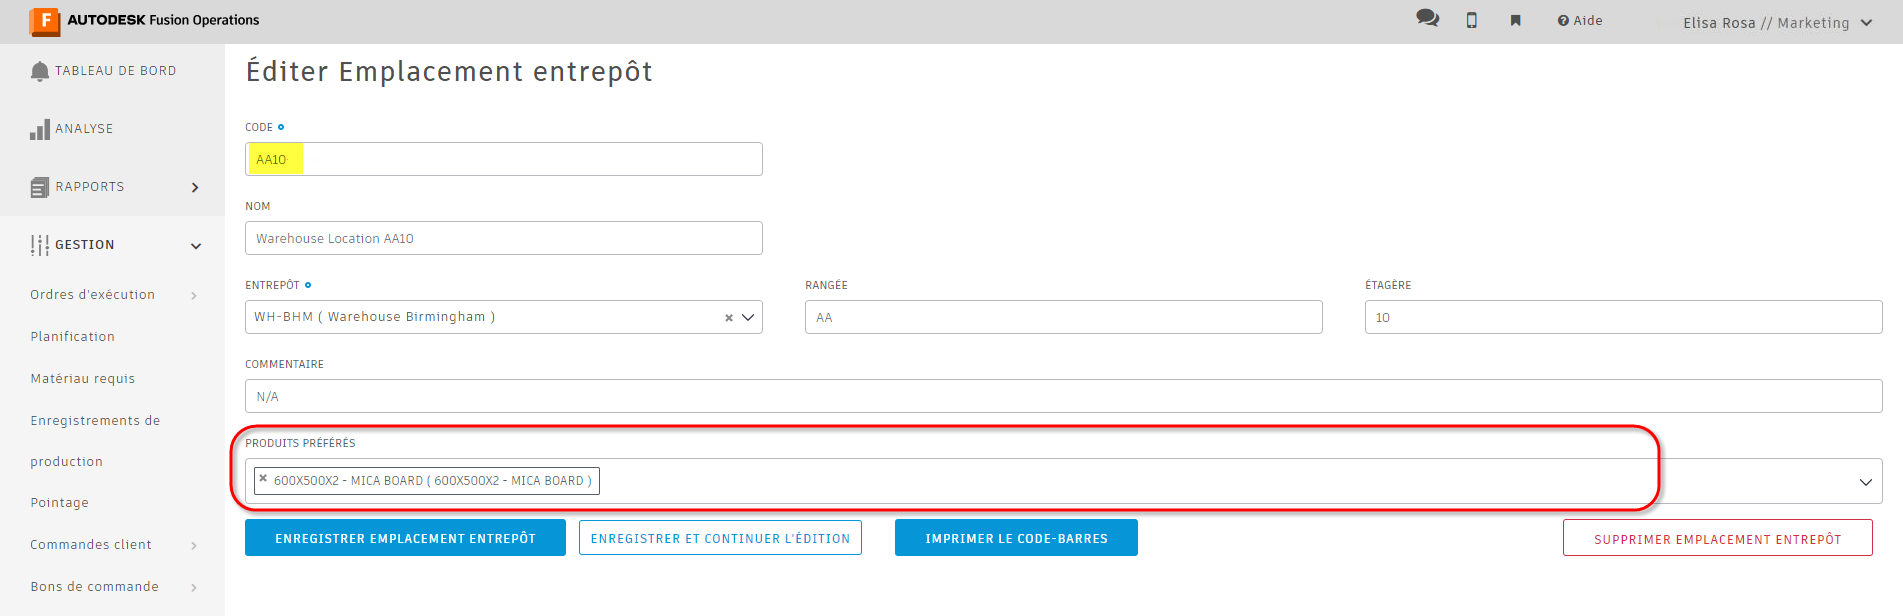 F AUTODESK Fusion Operations
Aide
Elisa Rosa // Marketing
TABLEAU DE BORD
ANALYSE
RAPPORTS
GESTION
Ordres d'exécution
Planification
Matériau requis
Enregistrements de
production
Pointage
Commandes client
Bons de commande
Éditer Emplacement entrepôt
CODE
AA10
NOM
Warehouse Location AA10
ENTREPÔT
WH-BHM ( Warehouse Birmingham )
RANGÉE
AA
ÉTAGÈRE
10
COMMENTAIRE
N/A
PRODUITS PRÉFÉRÉS
600X500X2 - MICA BOARD ( 600X500X2 - MICA BOARD )
ENREGISTRER EMPLACEMENT ENTREPÔT
ENREGISTRER ET CONTINUER L'ÉDITION
IMPRIMER LE CODE-BARRES
SUPPRIMER EMPLACEMENT ENTREPÔT